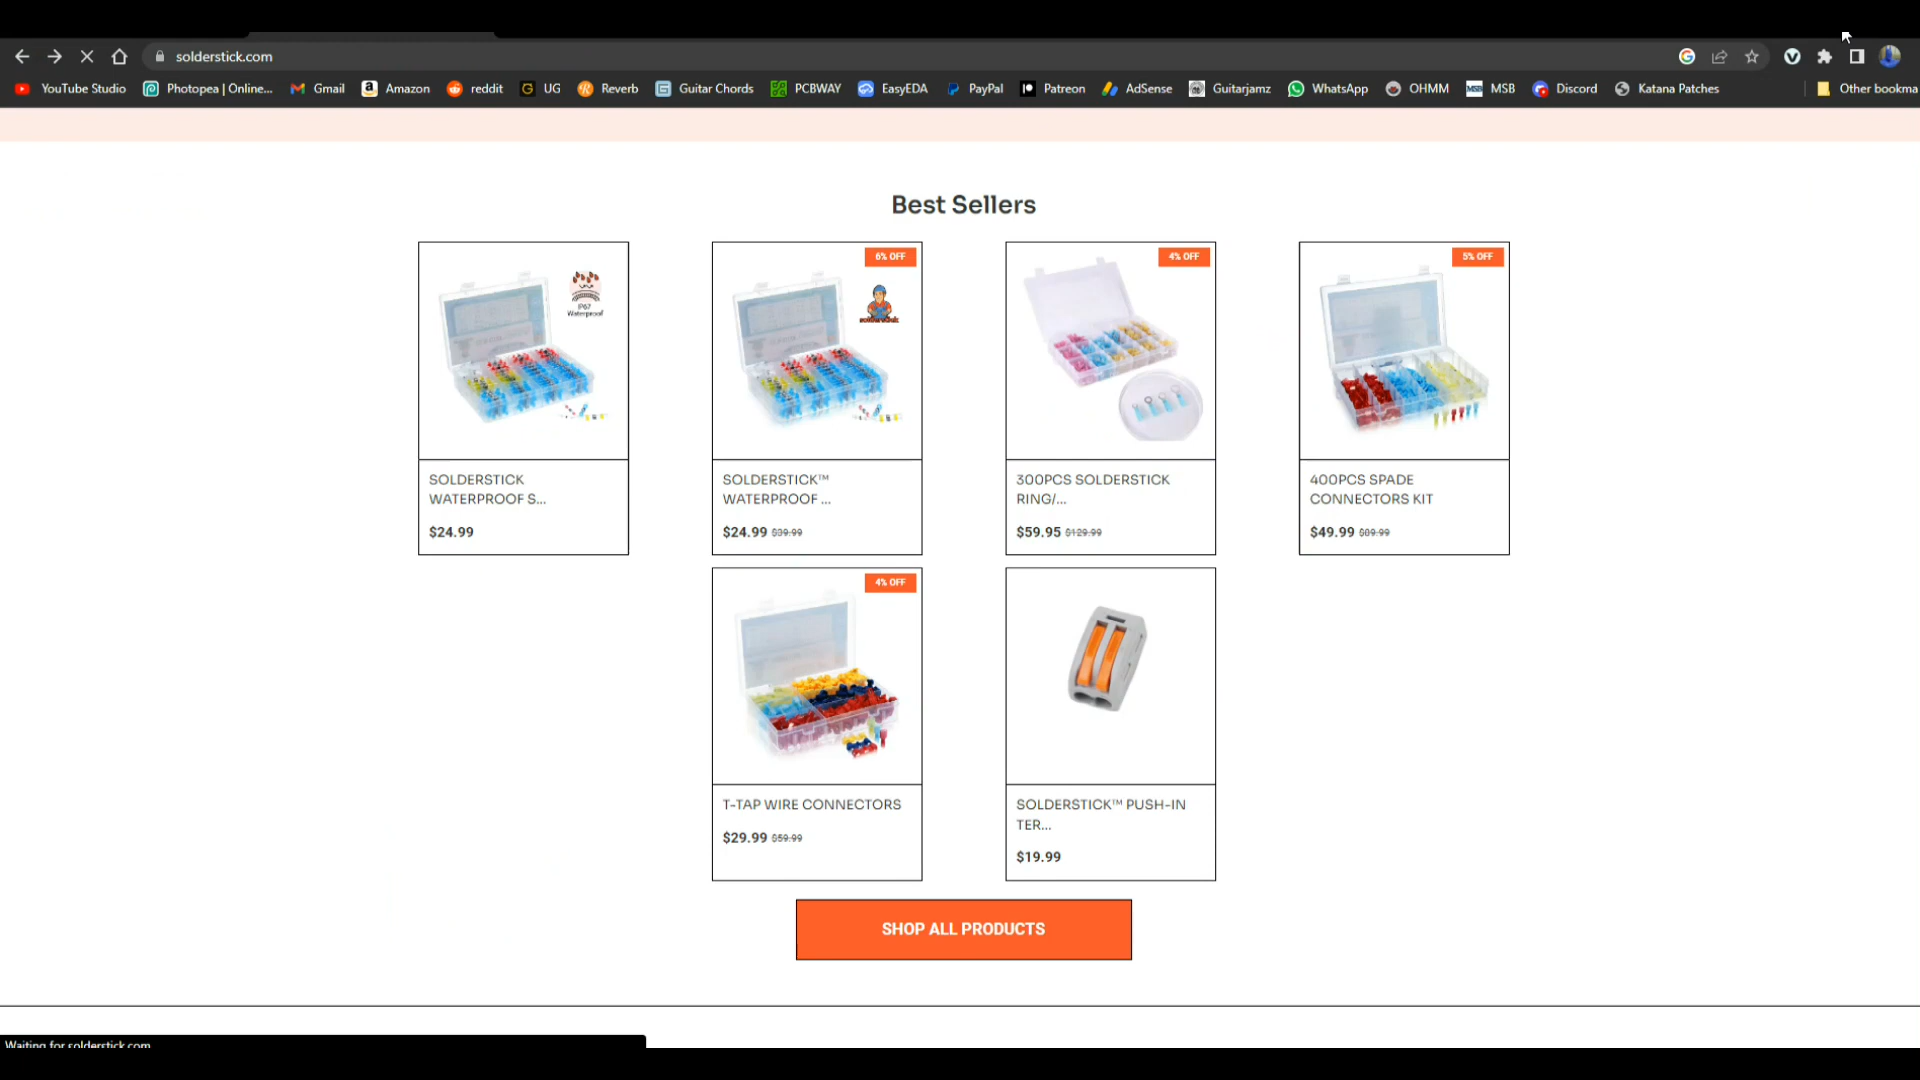 solderstick.com
YouTube Studio Photopea | Online... Gmail Amazon reddit UG Reverb Guitar Chords PCBWAY EasyEDA PayPal Patreon AdSense Guitarjamz WhatsApp OHMM MSB Discord Katana Patches Other bookma
Best Sellers
IP67
Waterproof
6% OFF
solderstick
4% OFF
5% OFF
SOLDERSTICK
WATERPROOF S...
$24.99
SOLDERSTICK™
WATERPROOF ...
$24.99 $39.99
300PCS SOLDERSTICK
RING/...
$59.95 $129.99
400PCS SPADE
CONNECTORS KIT
$49.99 $89.99
4% OFF
T-TAP WIRE CONNECTORS
$29.99 $59.99
SOLDERSTICK™ PUSH-IN
TER...
$19.99
SHOP ALL PRODUCTS
Waiting for solderstick.com